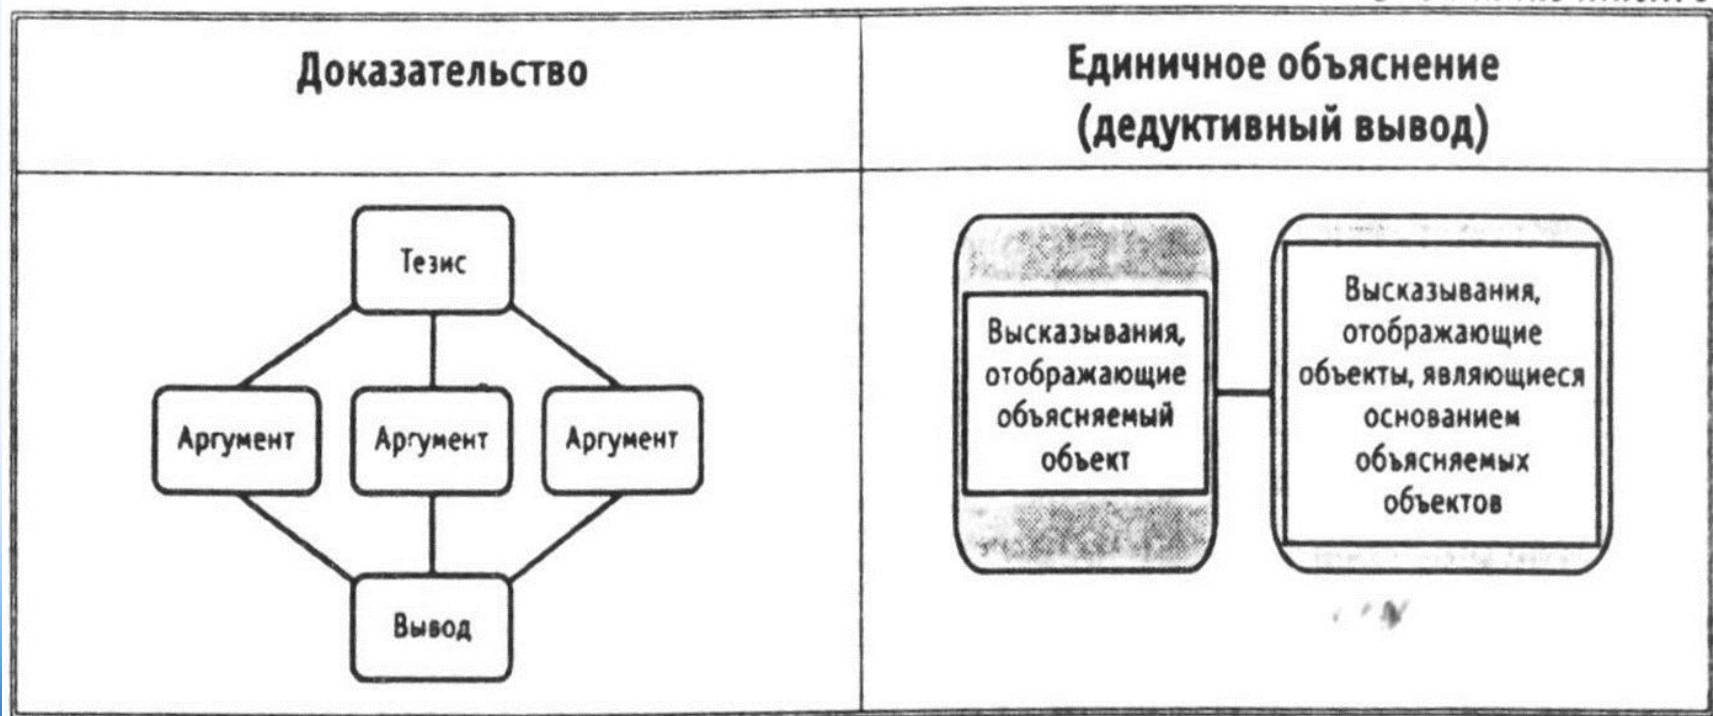 Доказательство
Единичное объяснение
(дедуктивный вывод)
Тезис
Аргумент
Аргумент
Аргумент
Вывод
Высказывания,
отображающие
объясняемый
объект
Высказывания,
отображающие
объекты, являющиеся
основанием
объясняемых
объектов